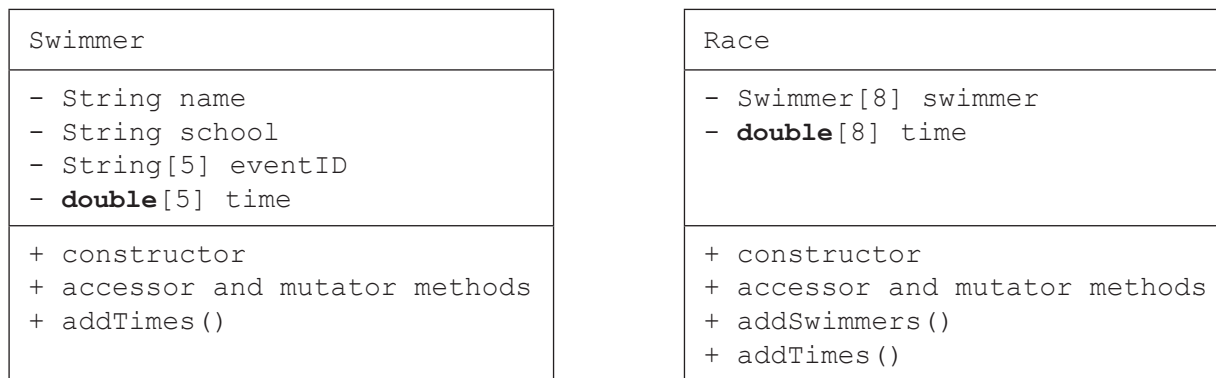 Swimmer
- String name
- String school
- String[5] eventID
- double[5] time
+ constructor
+ accessor and mutator methods
+ addTimes()
Race
- Swimmer[8] swimmer
- double[8] time
+ constructor
+ accessor and mutator methods
+ addSwimmers()
+ addTimes()